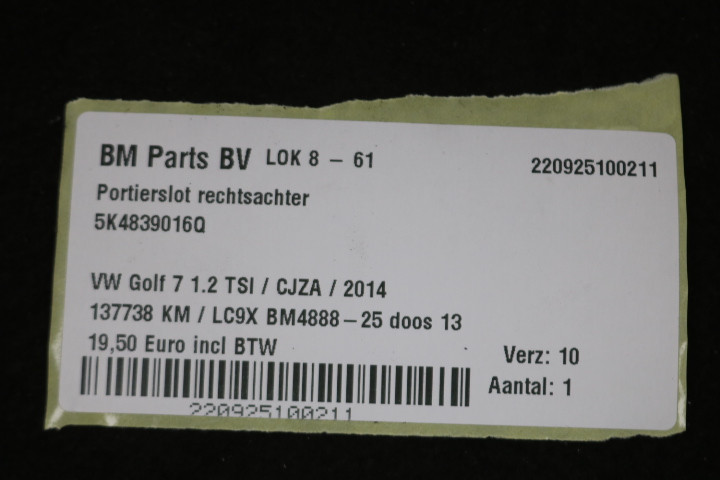 BM Parts BV LOK 8 - 61 220925100211
Portierslot rechtsachter
5K4839016Q
VW Golf 7 1.2 TSI / CJZA / 2014
137738 KM / LC9X BM4888-25 doos 13
19,50 Euro incl BTW
Verz: 10
Aantal: 1
220925100211